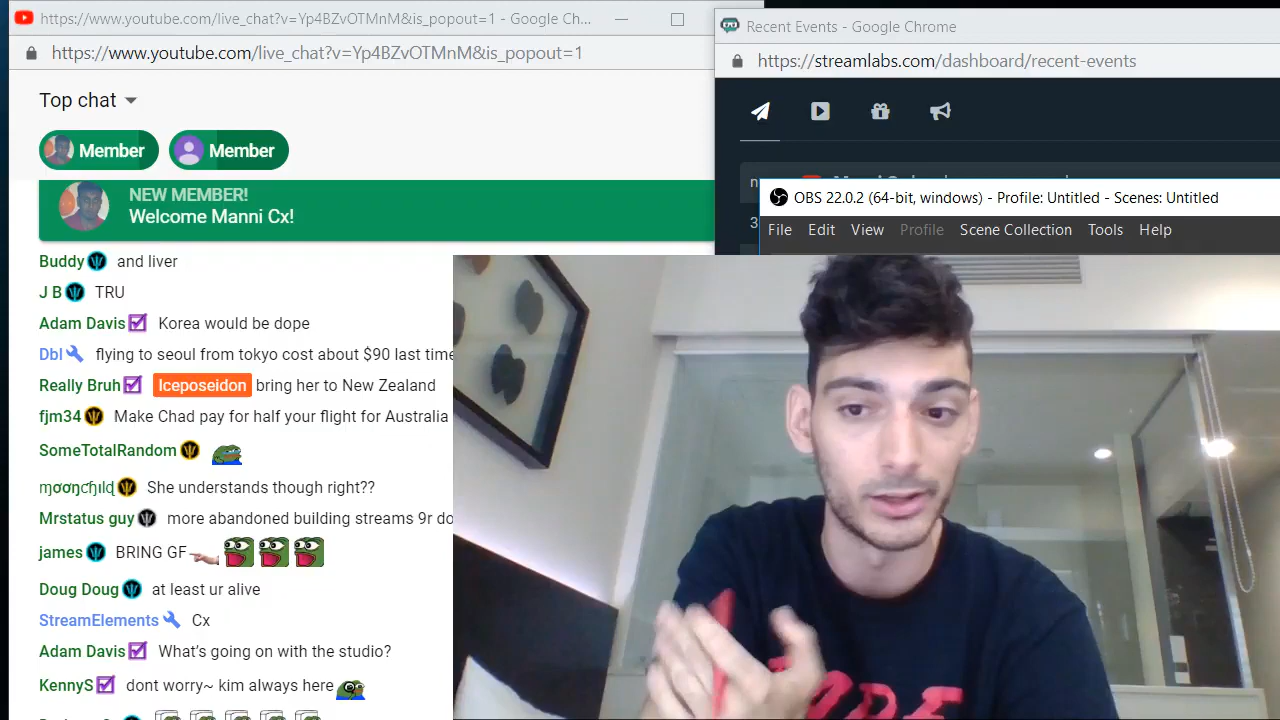 https://www.youtube.com/live_chat?v=Yp4BZvOTMnM&is_popout=1 - Google Ch...
https://www.youtube.com/live_chat?v=Yp4BZvOTMnM&is_popout=1
Top chat
Member
Member
NEW MEMBER!
Welcome Manni Cx!
Buddy and liver
J B TRU
Adam Davis Korea would be dope
Dbl flying to seoul from tokyo cost about $90 last time
Really Bruh Iceposeidon bring her to New Zealand
fjm34 Make Chad pay for half your flight for Australia
SomeTotalRandom
She understands though right??
Mrstatus guy more abandoned building streams 9r do
james BRING GF
Doug Doug at least ur alive
StreamElements Cx
Adam Davis What's going on with the studio?
KennyS dont worry~ kim always here
Recent Events - Google Chrome
https://streamlabs.com/dashboard/recent-events
OBS 22.0.2 (64-bit, windows) - Profile: Untitled - Scenes: Untitled
File Edit View Profile Scene Collection Tools Help